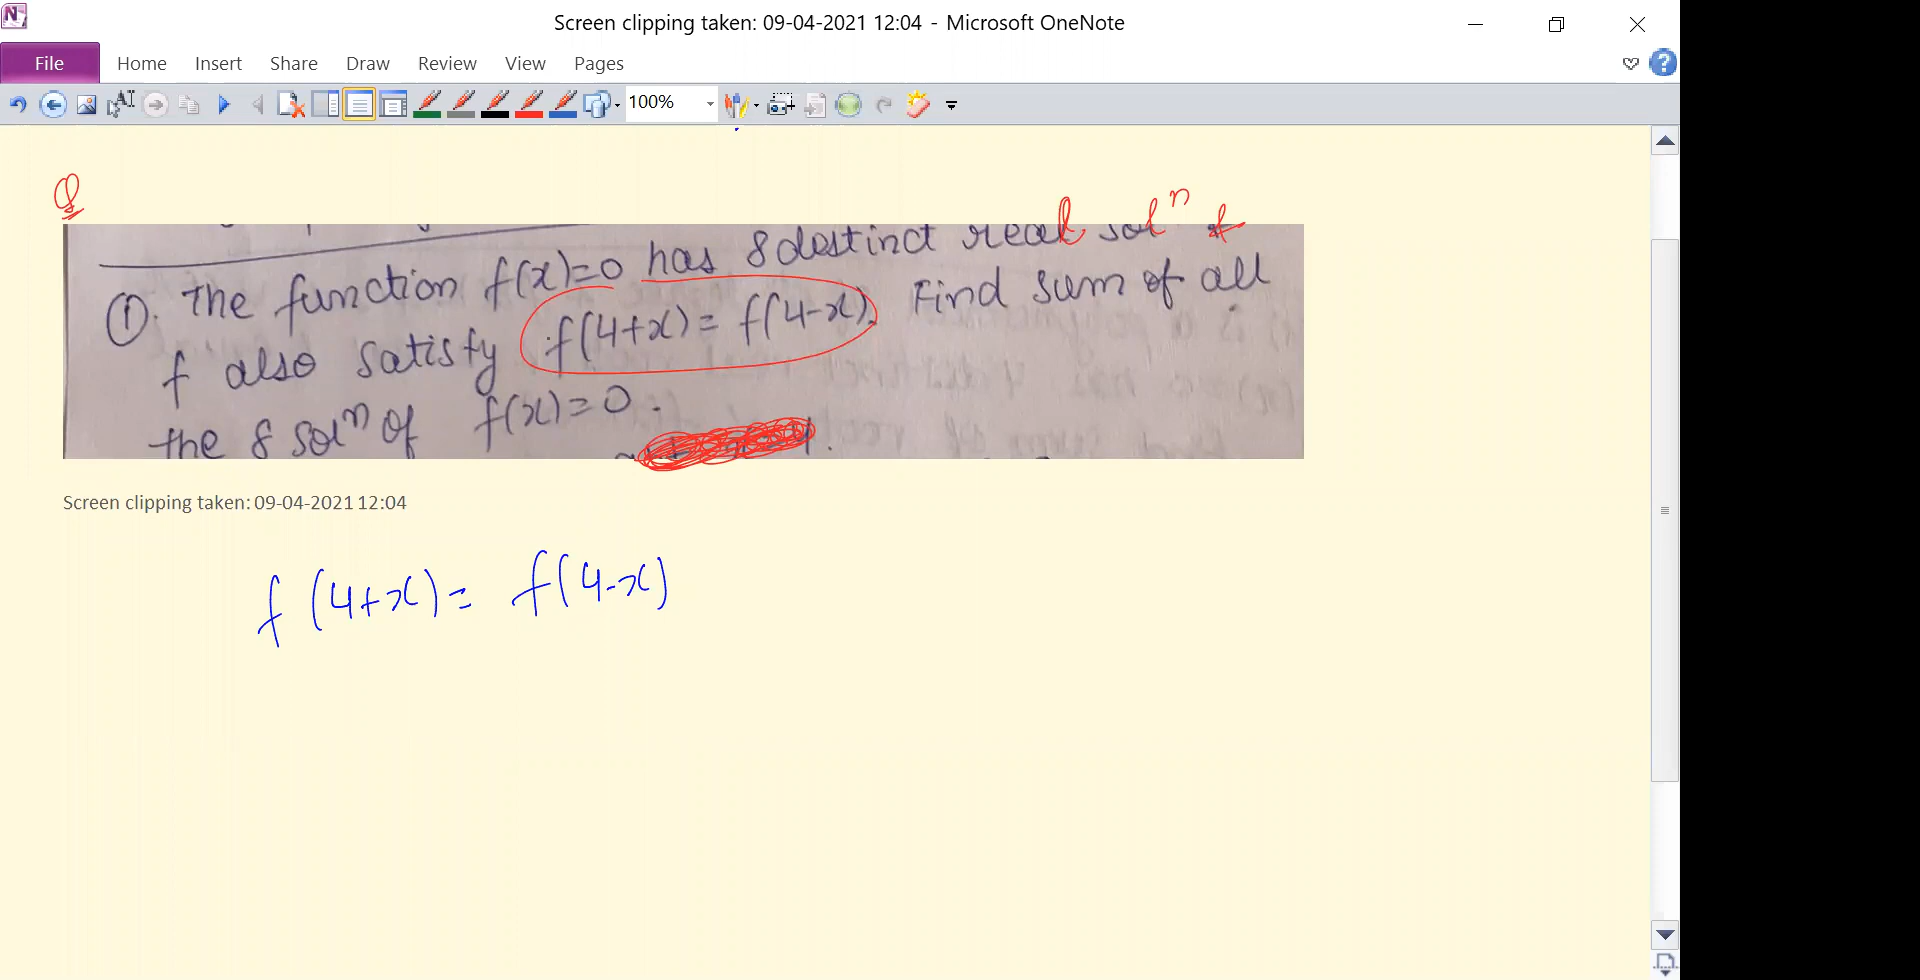 Screen clipping taken: 09-04-2021 12:04 - Microsoft OneNote
File Home Insert Share Draw Review View Pages
100%
Q
①. The function f(x)=0 has 8 destinct real solⁿ &
f also satisfy f(4+x) = f(4-x). Find sum of all
the 8 solⁿ of f(x)=0.
Screen clipping taken: 09-04-2021 12:04
f(4+x) = f(4-x)